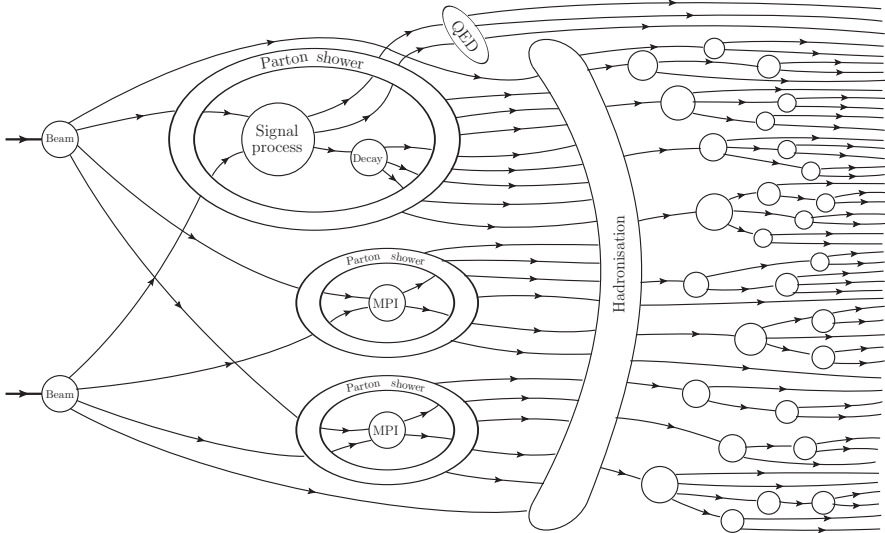 QED
Parton shower
Beam
Signal
process
Decay
Hadronisation
Parton shower
MPI
Beam
Parton shower
MPI